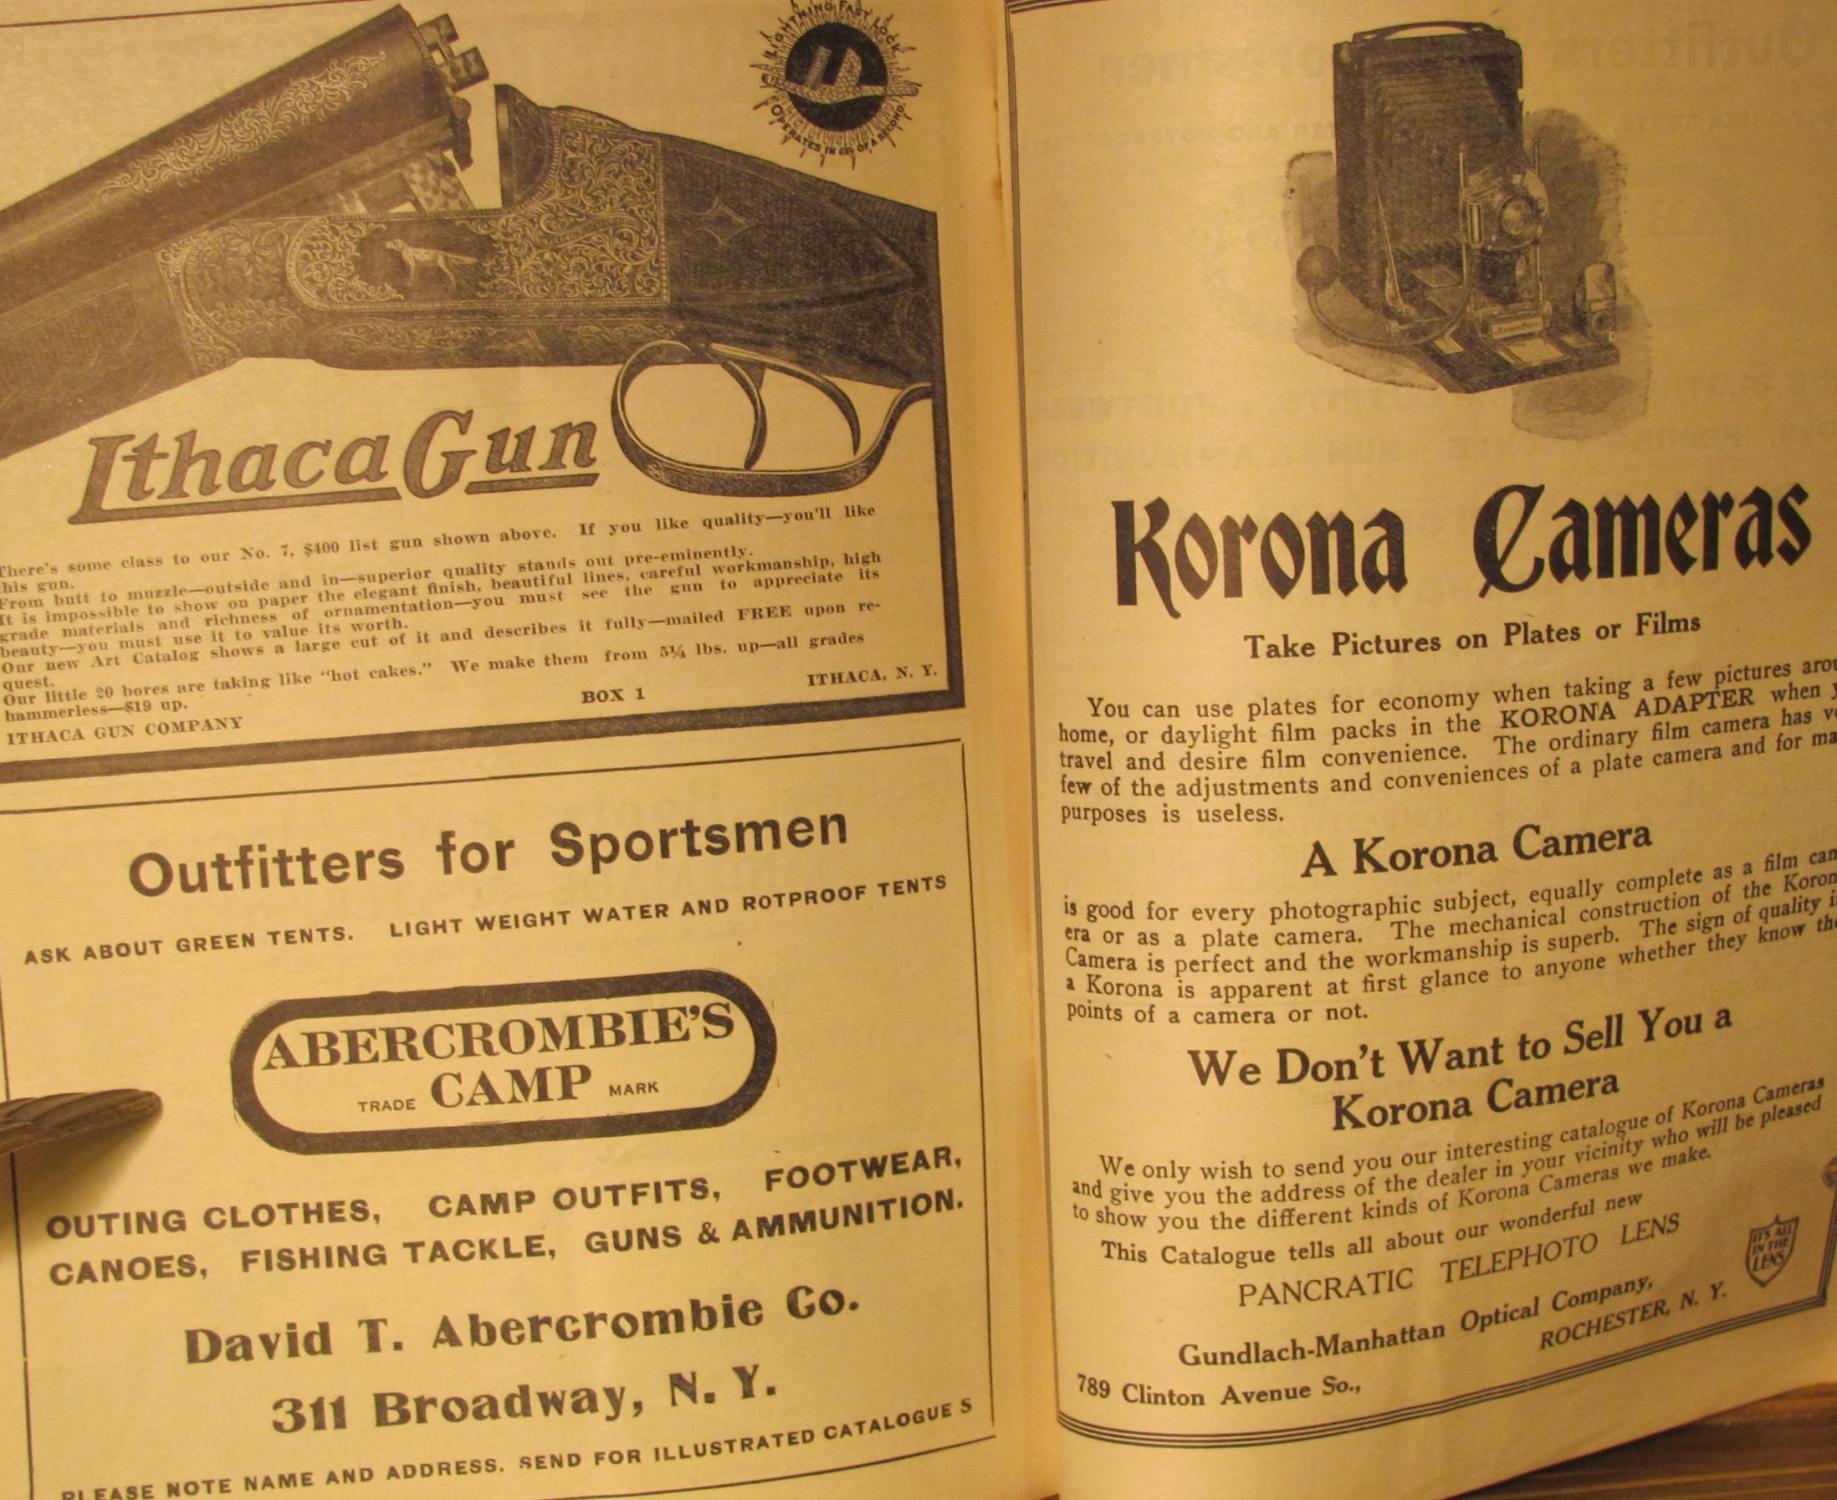 LIGHTNING FAST LOCK
OPERATES IN OF A SECOND.
Ithaca Gun
There's some class to our No. 7, $400 list gun shown above. If you like quality—you'll like
this gun.
From butt to muzzle—outside and in—superior quality stands out pre-eminently.
It is impossible to show on paper the elegant finish, beautiful lines, careful workmanship, high
grade materials and richness of ornamentation—you must see the gun to appreciate its
beauty—you must use it to value its worth.
Our new Art Catalog shows a large cut of it and describes it fully—mailed FREE upon re-
quest.
Our little 20 bores are taking like "hot cakes." We make them from 5¼ lbs. up—all grades
hammerless—$19 up.
ITHACA GUN COMPANY BOX 1 ITHACA, N. Y.
Outfitters for Sportsmen
ASK ABOUT GREEN TENTS. LIGHT WEIGHT WATER AND ROTPROOF TENTS
ABERCROMBIE'S
TRADE CAMP MARK
OUTING CLOTHES, CAMP OUTFITS, FOOTWEAR,
CANOES, FISHING TACKLE, GUNS & AMMUNITION.
David T. Abercrombie Co.
311 Broadway, N. Y.
PLEASE NOTE NAME AND ADDRESS. SEND FOR ILLUSTRATED CATALOGUE S
Korona Cameras
Take Pictures on Plates or Films
You can use plates for economy when taking a few pictures arou
home, or daylight film packs in the KORONA ADAPTER when y
travel and desire film convenience. The ordinary film camera has ve
few of the adjustments and conveniences of a plate camera and for ma
purposes is useless.
A Korona Camera
is good for every photographic subject, equally complete as a film cam
era or as a plate camera. The mechanical construction of the Koron
Camera is perfect and the workmanship is superb. The sign of quality i
a Korona is apparent at first glance to anyone whether they know the
points of a camera or not.
We Don't Want to Sell You a
Korona Camera
We only wish to send you our interesting catalogue of Korona Cameras
and give you the address of the dealer in your vicinity who will be pleased
to show you the different kinds of Korona Cameras we make.
This Catalogue tells all about our wonderful new
PANCRATIC TELEPHOTO LENS
IT'S ALL
IN THE
LENS
Gundlach-Manhattan Optical Company,
789 Clinton Avenue So., ROCHESTER, N. Y.